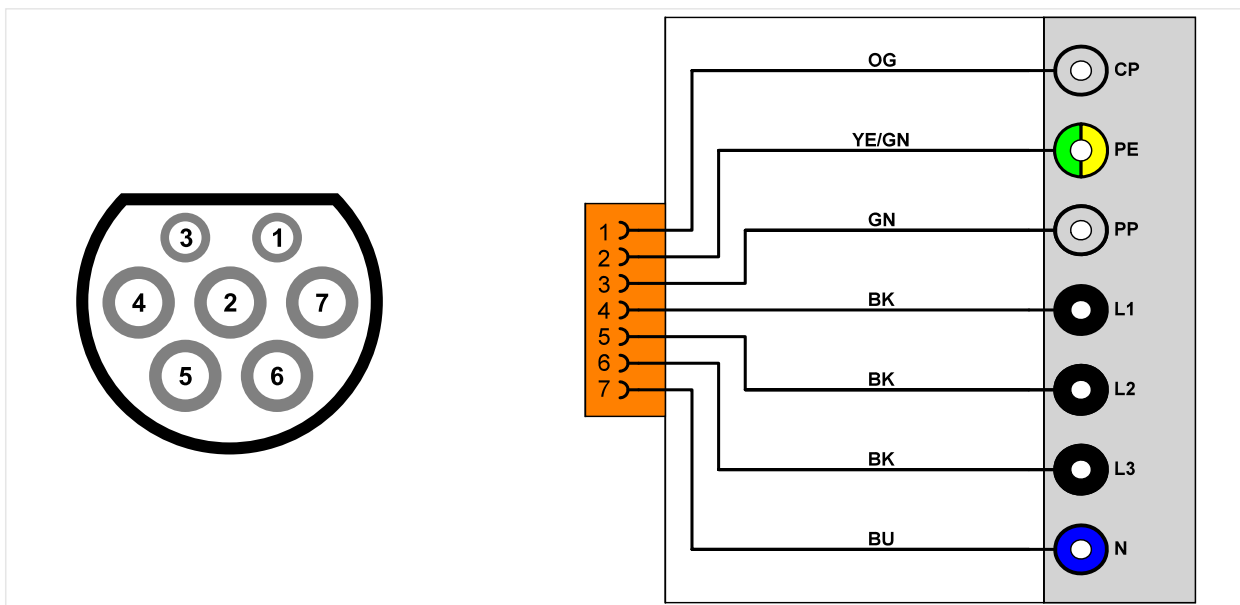 3 1
4 2 7
5 6
1
2
3
4
5
6
7
OG CP
YE/GN PE
GN PP
BK L1
BK L2
BK L3
BU N